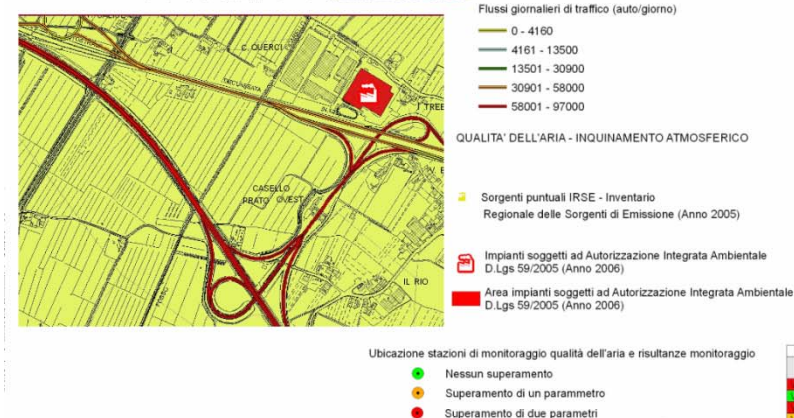 Flussi giornalieri di traffico (auto/giorno)
0 - 4160
4161 - 13500
13501 - 30900
30901 - 58000
58001 - 97000
QUALITA' DELL'ARIA - INQUINAMENTO ATMOSFERICO
Sorgenti puntuali IRSE - Inventario
Regionale delle Sorgenti di Emissione (Anno 2005)
Impianti soggetti ad Autorizzazione Integrata Ambientale
D.Lgs 59/2005 (Anno 2006)
Area impianti soggetti ad Autorizzazione Integrata Ambientale
D.Lgs 59/2005 (Anno 2006)
Ubicazione stazioni di monitoraggio qualità dell'aria e risultanze monitoraggio
Nessun superamento
Superamento di un parammetro
Superamento di due parametri
C. QUERCI
I TREE
CASELLO
PRATO OVEST
IL RIO